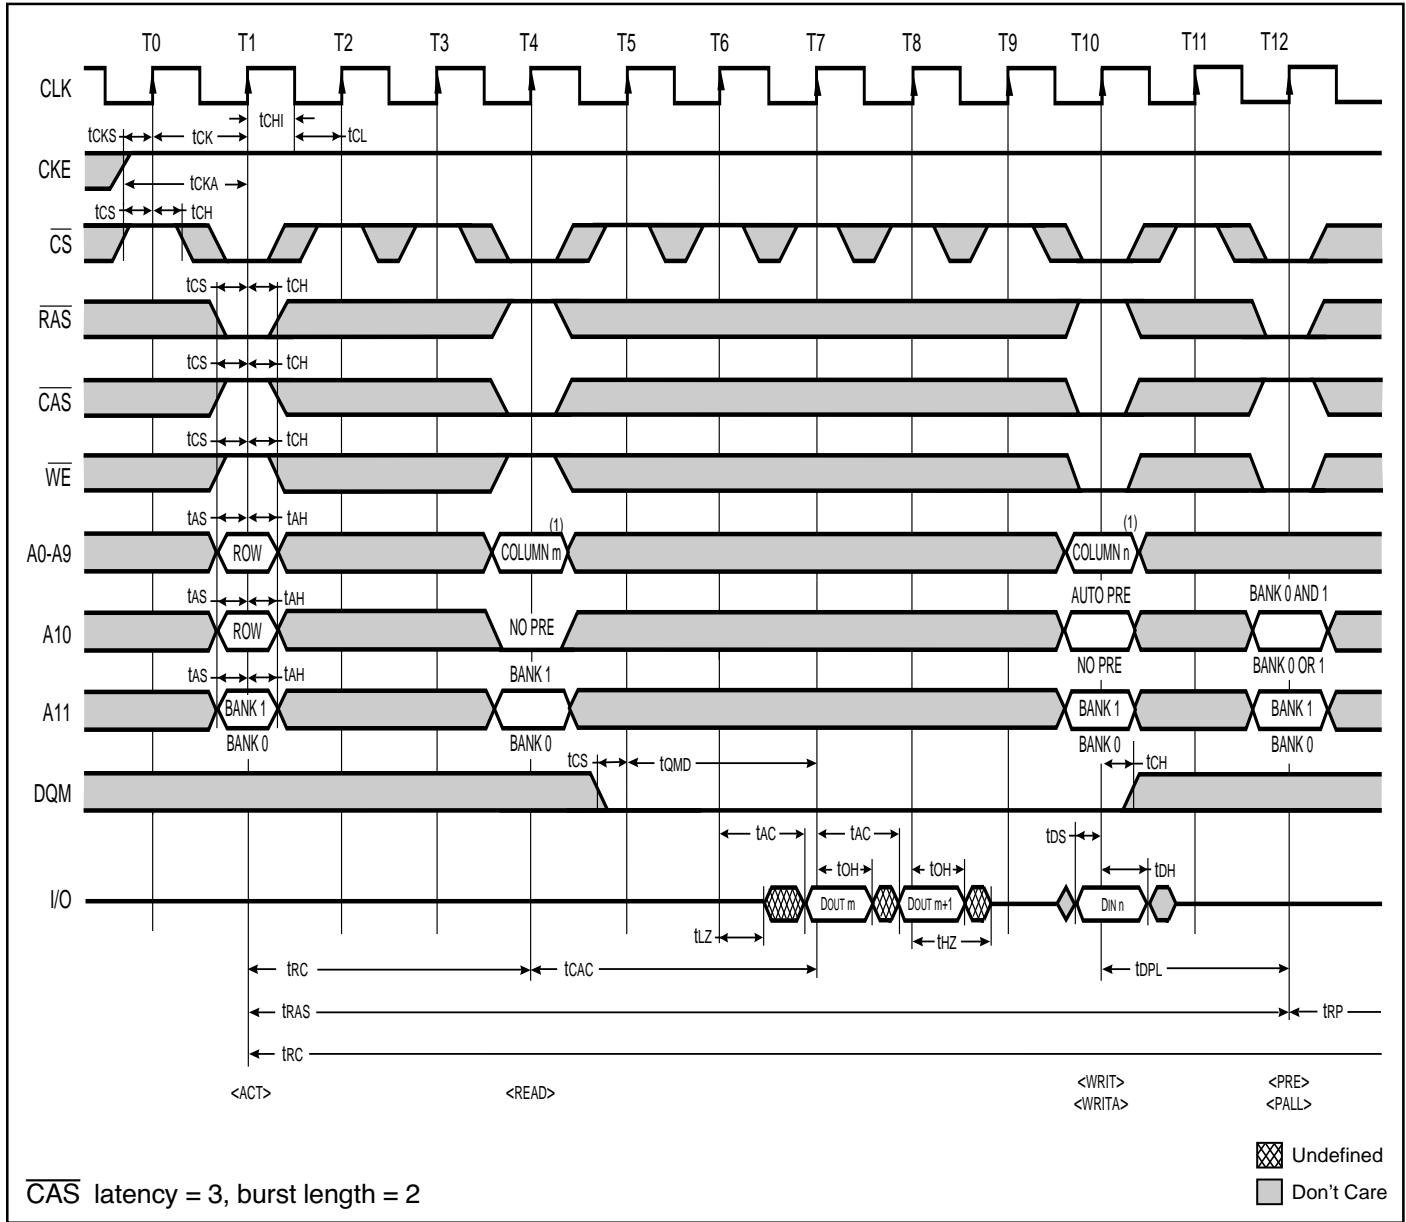 T0 T1 T2 T3 T4 T5 T6 T7 T8 T9 T10 T11 T12
CLK
tCHI
tCKS tCK tCL
CKE
tCKA
tCS tCH
CS
tCS tCH
RAS
tCS tCH
CAS
tCS tCH
WE
tAS tAH (1) (1)
A0-A9 ROW COLUMN m COLUMN n
tAS tAH AUTO PRE BANK 0 AND 1
A10 ROW NO PRE
tAS tAH BANK 1 NO PRE BANK 0 OR 1
A11 BANK 1 BANK 1 BANK 1
BANK 0 BANK 0 BANK 0 BANK 0
tCS tQMD tCH
DQM
tAC tAC tDS
tOH tOH tDH
I/O DOUT m DOUT m+1 DIN n
tLZ tHZ
tRC tCAC tDPL
tRAS tRP
tRC
<ACT> <READ> <WRIT> <PRE>
<WRITA> <PALL>
Undefined
CAS latency = 3, burst length = 2 Don't Care